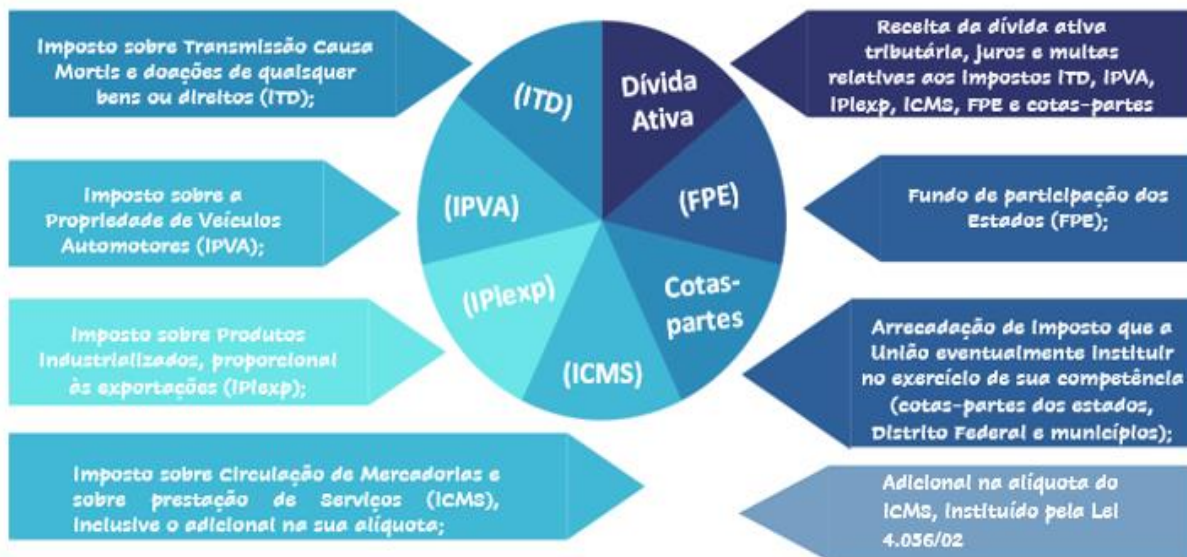 Imposto sobre Transmissão Causa
Mortis e doações de quaisquer
bens ou direitos (ITD);
Imposto sobre a
Propriedade de Veículos
Automotores (IPVA);
Imposto sobre Produtos
Industrializados, proporcional
às exportações (IPIexp);
Imposto sobre Circulação de Mercadorias e
sobre prestação de Serviços (ICMS),
inclusive o adicional na sua alíquota;
(ITD)
Dívida
Ativa
(IPVA)
(FPE)
(IPIexp)
Cotas-
partes
(ICMS)
Receita da dívida ativa
tributária, juros e multas
relativas aos impostos ITD, IPVA,
IPIexp, ICMS, FPE e cotas-partes
Fundo de participação dos
Estados (FPE);
Arrecadação de imposto que a
União eventualmente instituir
no exercício de sua competência
(cotas-partes dos estados,
Distrito Federal e municípios);
Adicional na alíquota do
ICMS, instituído pela Lei
4.056/02